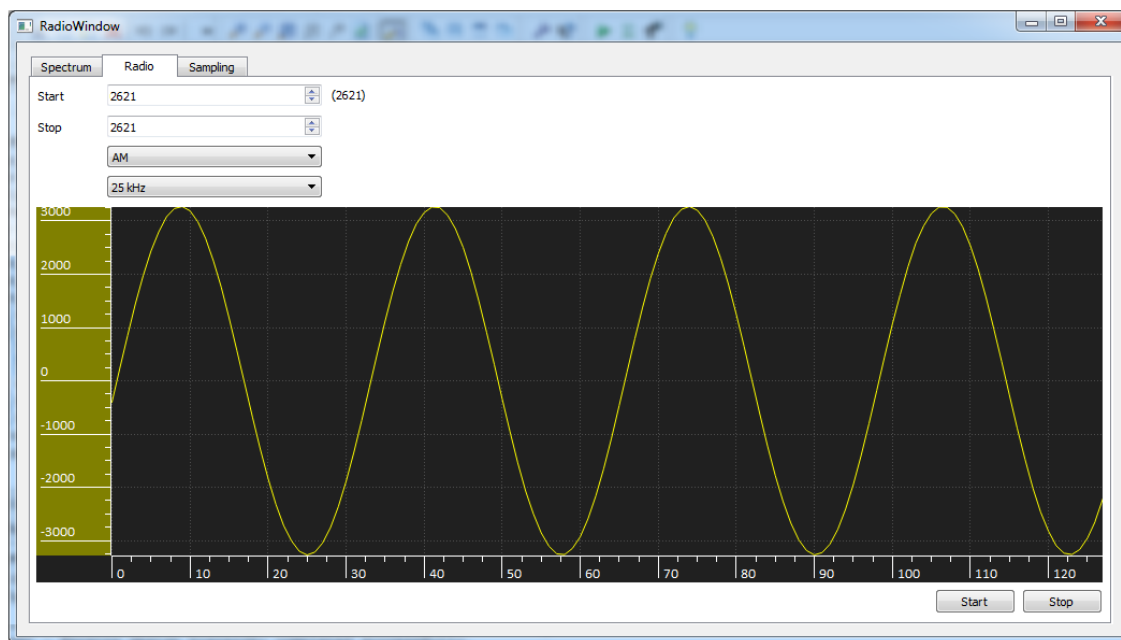 RadioWindow
Spectrum Radio Sampling
Start 2621 (2621)
Stop 2621
AM
25 kHz
3000
2000
1000
0
-1000
-2000
-3000
0 10 20 30 40 50 60 70 80 90 100 110 120
Start Stop